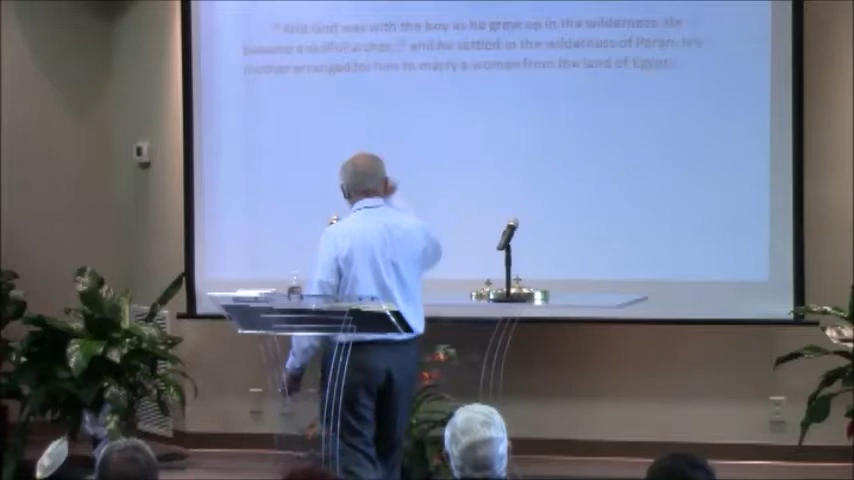 20 And God was with the boy as he grew up in the wilderness. He
became a skillful archer, 21 and he settled in the wilderness of Paran. His
mother arranged for him to marry a woman from the land of Egypt.